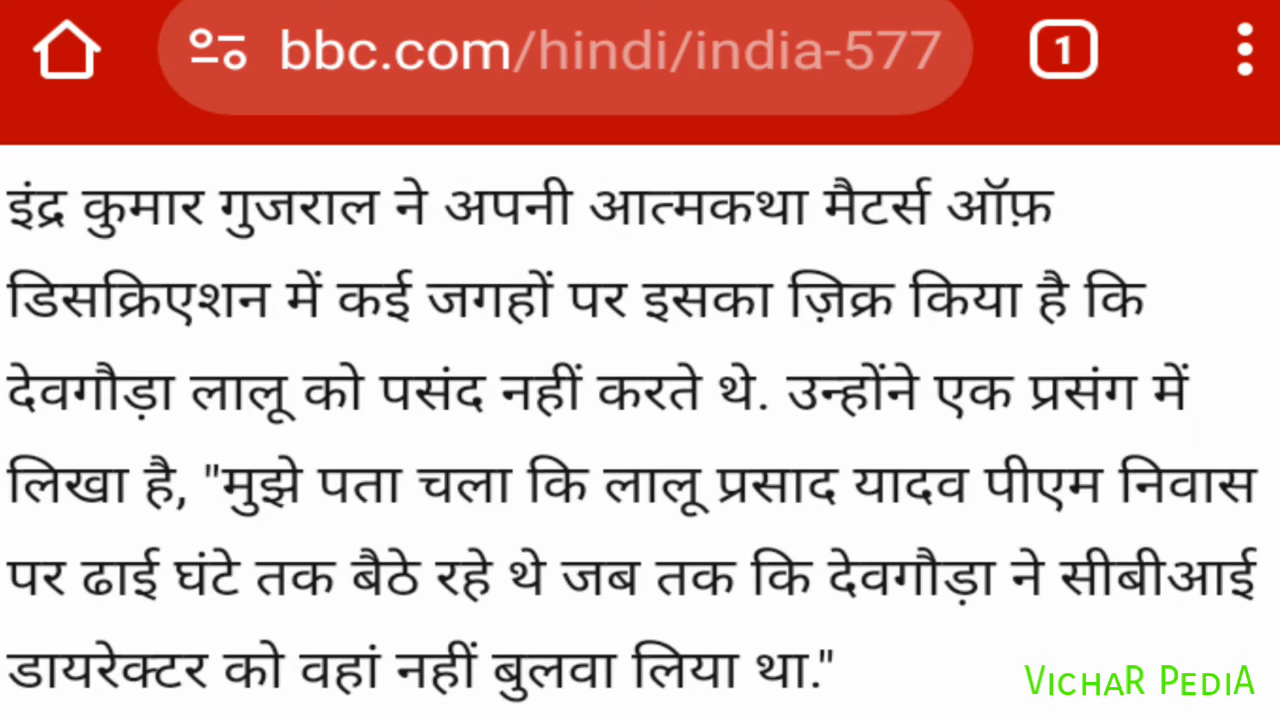 bbc.com/hindi/india-577
1
इंद्र कुमार गुजराल ने अपनी आत्मकथा मैटर्स ऑफ़
डिसक्रिएशन में कई जगहों पर इसका ज़िक्र किया है कि
देवगौड़ा लालू को पसंद नहीं करते थे. उन्होंने एक प्रसंग में
लिखा है, "मुझे पता चला कि लालू प्रसाद यादव पीएम निवास
पर ढाई घंटे तक बैठे रहे थे जब तक कि देवगौड़ा ने सीबीआई
डायरेक्टर को वहां नहीं बुलवा लिया था."
VICHAR PEDIA